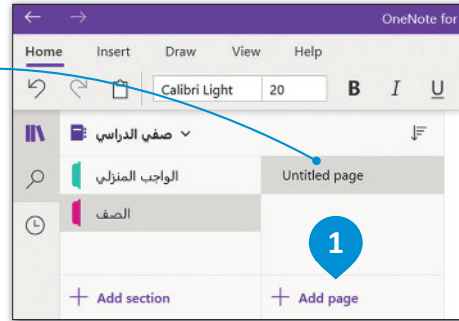 OneNote for
Home Insert Draw View Help
Calibri Light 20 B I U
صفي الدراسي
الواجب المنزلي Untitled page
الصف
1
+ Add section + Add page